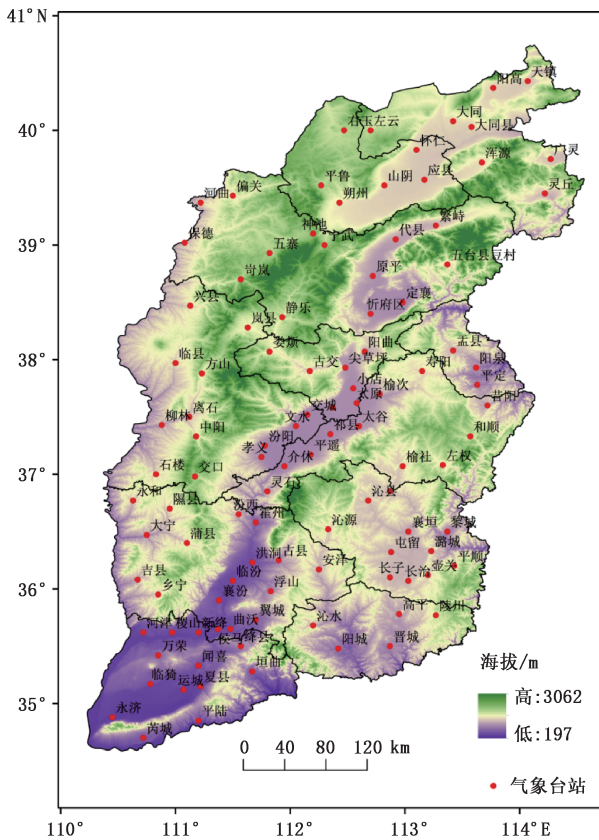 41°N
40°
39°
38°
37°
36°
35°
110°
111°
112°
113°
114°E
天镇
阳高
大同
大同县
左云
怀仁
浑源
灵丘
平鲁
山阴
应县
朔州
河曲
偏关
繁峙
神池
代县
保德
五寨
宁武
五台县豆村
原平
岢岚
定襄
兴县
静乐
忻府区
岚县
娄烦
阳曲
盂县
临县
方山
古交
尖草坪
寿阳
阳泉
平定
小店
太原
榆次
昔阳
柳林
离石
交城
文水
中阳
祁县
太谷
汾阳
和顺
孝义
平遥
石楼
交口
介休
榆社
左权
灵石
永和
隰县
汾西
霍州
沁县
大宁
蒲县
沁源
襄垣
黎城
屯留
潞城
洪洞
古县
平顺
吉县
临汾
安泽
长子
长治
壶关
乡宁
浮山
襄汾
翼城
沁水
高平
陵川
河津
稷山
新绛
曲沃
侯马
绛县
万荣
闻喜
阳城
晋城
垣曲
临猗
运城
夏县
永济
平陆
芮城
海拔/m
高:3062
低:197
0 40 80 120 km
气象台站